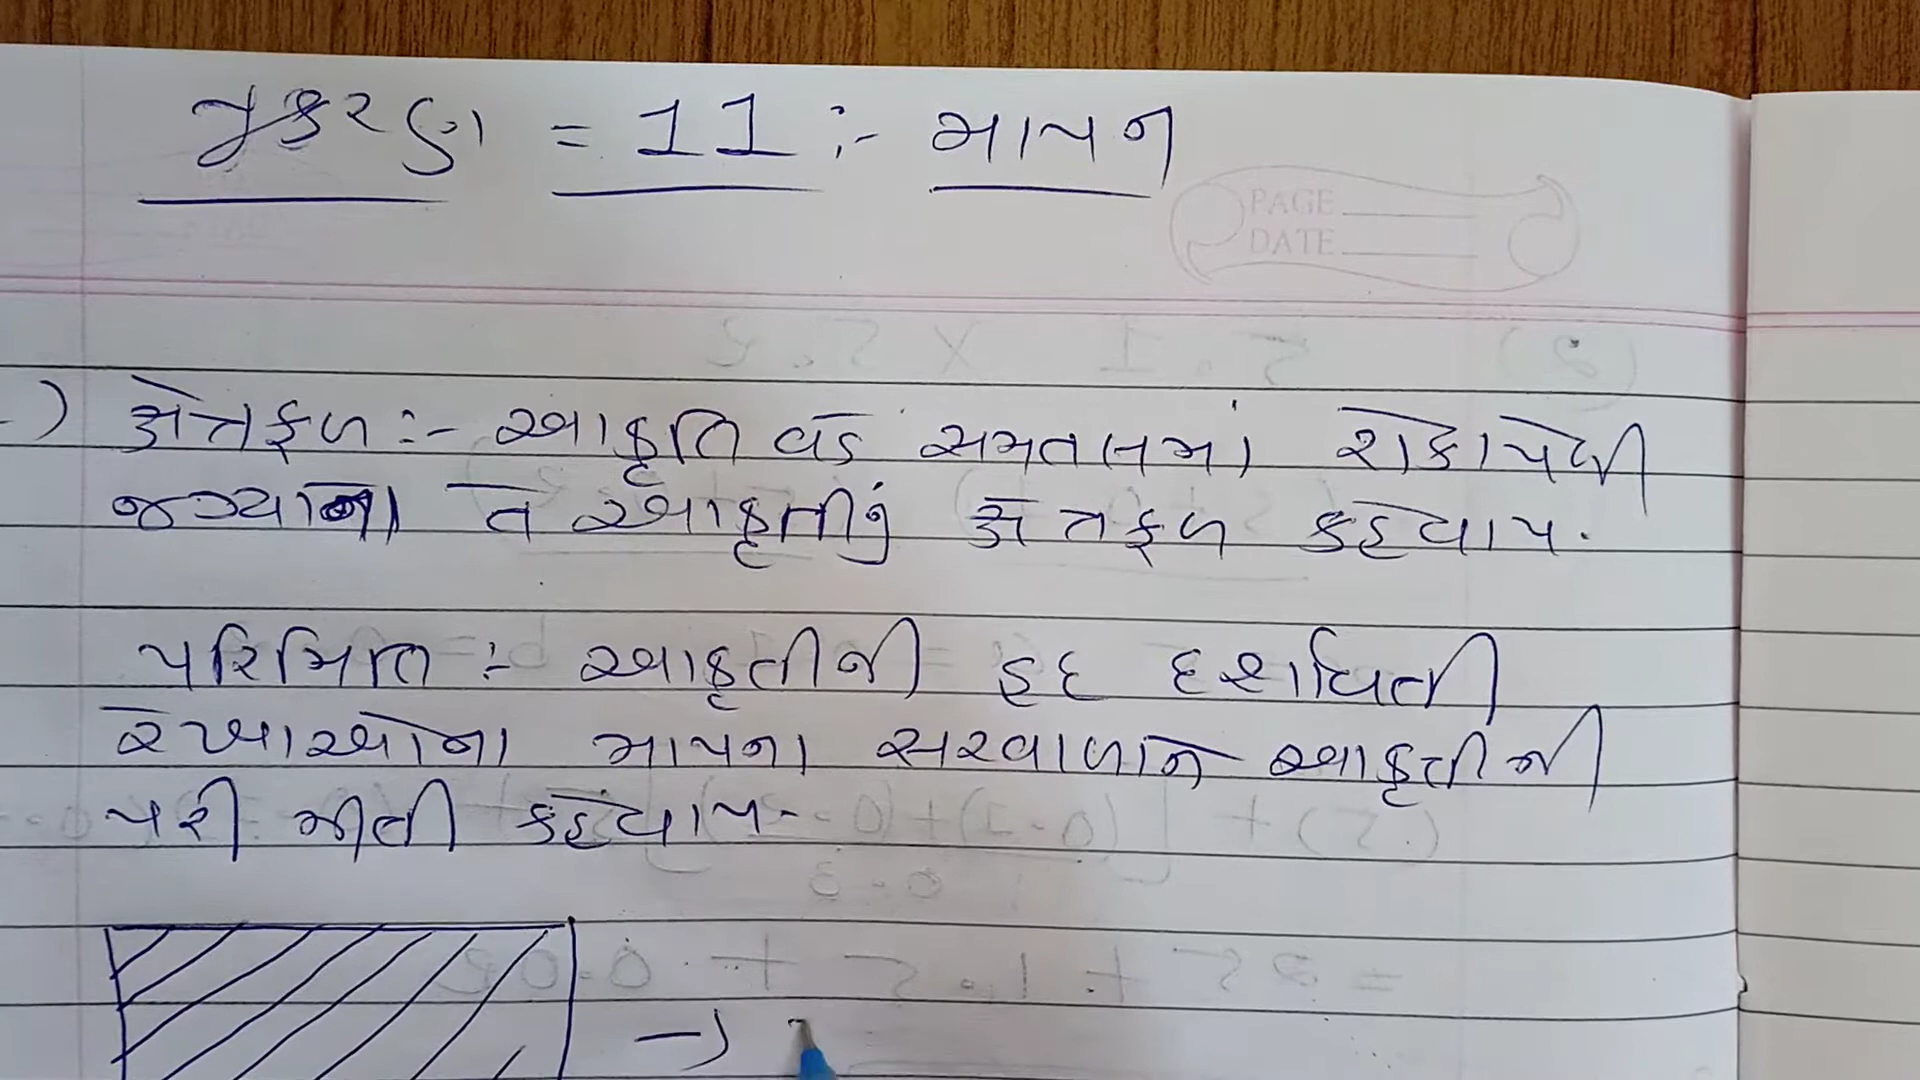 પ્રકરણ = 11 :- માપન
PAGE
DATE
) ક્ષેત્રફળ :- આકૃતિ વડે સમતલમાં રોકાયેલી
જગ્યાના તે આકૃતીનું ક્ષેત્રફળ કહેવાય.
પરિમિતિ :- આકૃતીની હદ દર્શાવતી
રેખાઓના માપના સરવાળાને આકૃતીની
પરીમીતી કહેવાય.
→